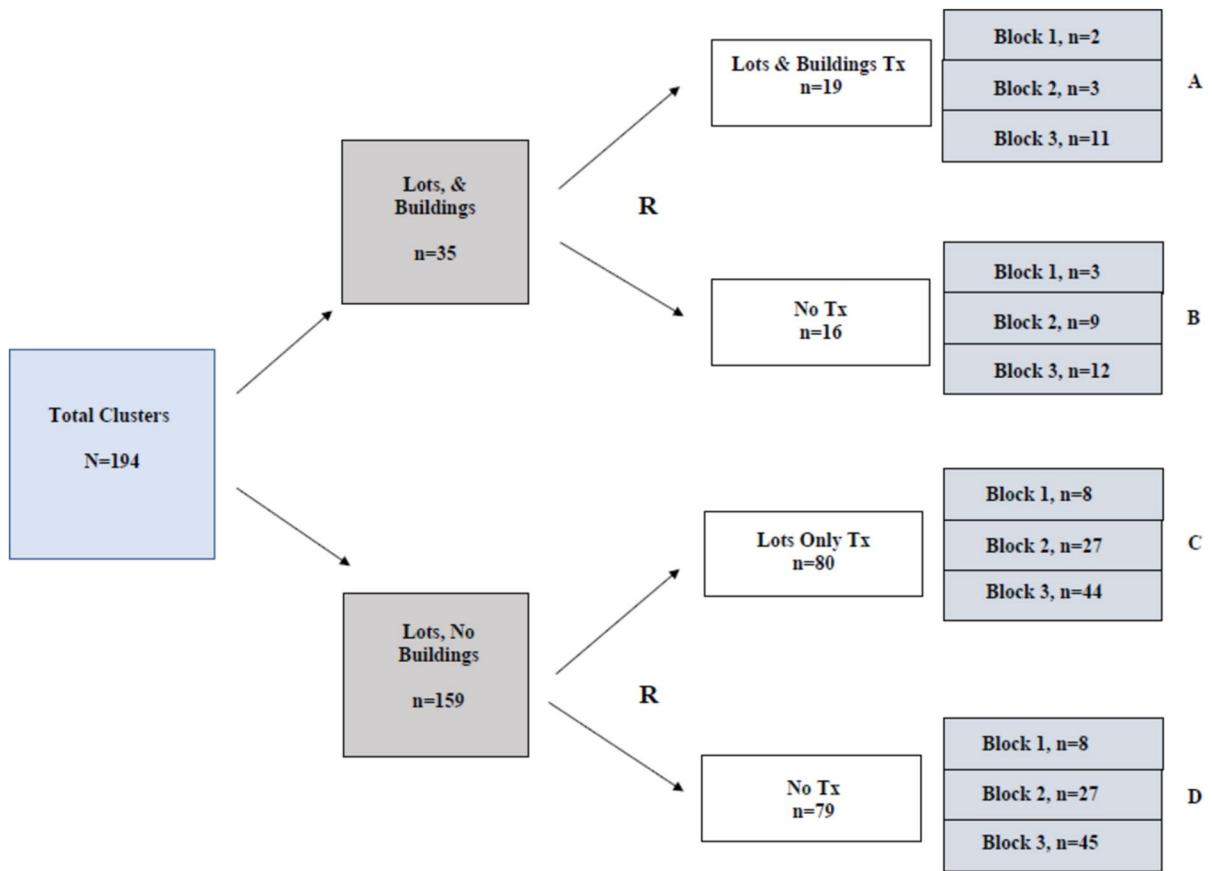 Total Clusters
N=194
Lots, &
Buildings
n=35
Lots, No
Buildings
n=159
R
R
Lots & Buildings Tx
n=19
Block 1, n=2
Block 2, n=3
Block 3, n=11
A
No Tx
n=16
Block 1, n=3
Block 2, n=9
Block 3, n=12
B
Lots Only Tx
n=80
Block 1, n=8
Block 2, n=27
Block 3, n=44
C
No Tx
n=79
Block 1, n=8
Block 2, n=27
Block 3, n=45
D